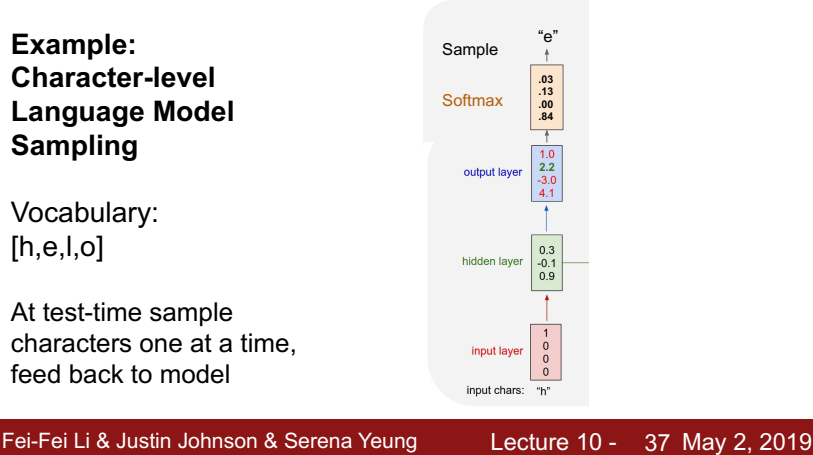 Example:
Character-level
Language Model
Sampling
Vocabulary:
[h,e,l,o]
At test-time sample
characters one at a time,
feed back to model
Sample
“e”
Softmax
.03
.13
.00
.84
output layer
1.0
2.2
-3.0
4.1
hidden layer
0.3
-0.1
0.9
input layer
1
0
0
0
input chars: “h”
Fei-Fei Li & Justin Johnson & Serena Yeung Lecture 10 - 37 May 2, 2019